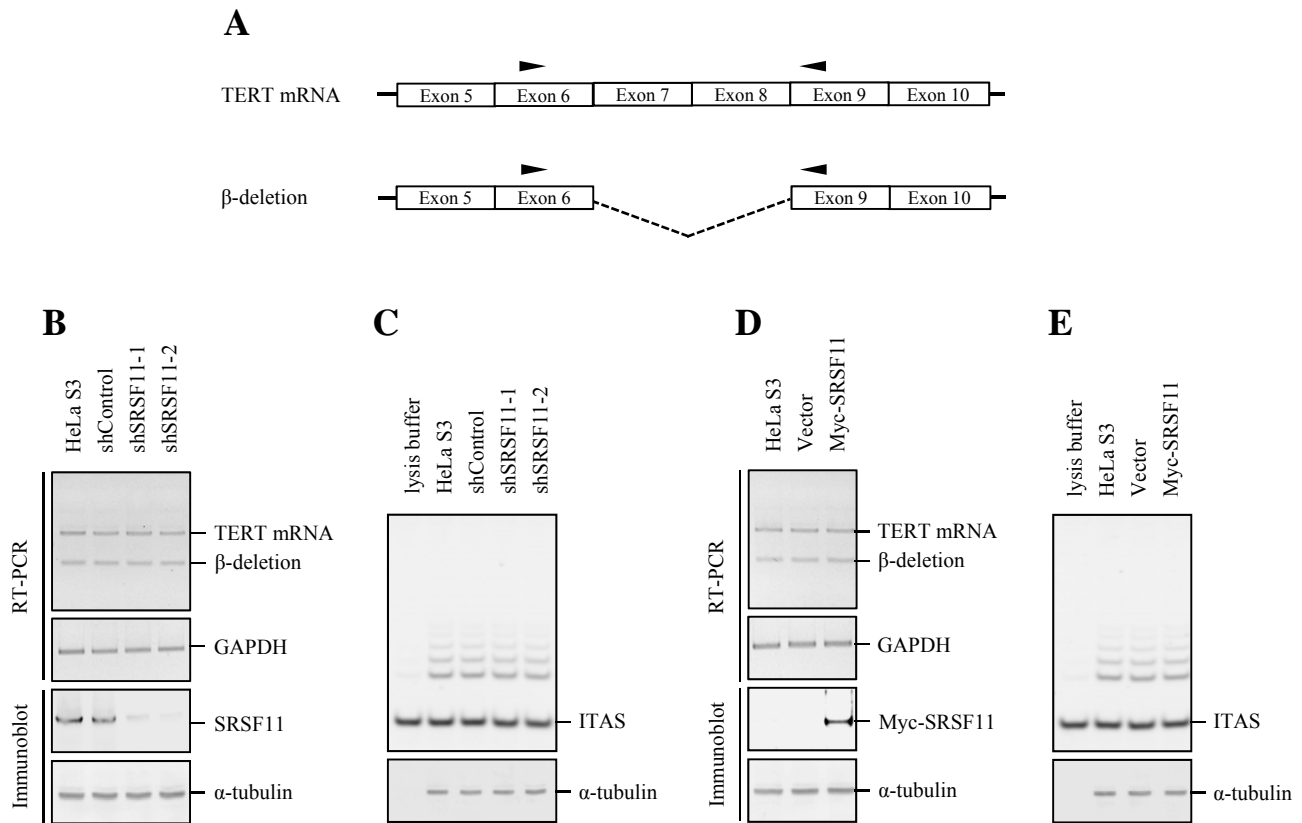 A
TERT mRNA
Exon 5 Exon 6 Exon 7 Exon 8 Exon 9 Exon 10
β-deletion
Exon 5 Exon 6 Exon 9 Exon 10
B
HeLa S3
shControl
shSRSF11-1
shSRSF11-2
RT-PCR
TERT mRNA
β-deletion
GAPDH
Immunoblot
SRSF11
α-tubulin
C
lysis buffer
HeLa S3
shControl
shSRSF11-1
shSRSF11-2
ITAS
α-tubulin
D
HeLa S3
Vector
Myc-SRSF11
RT-PCR
TERT mRNA
β-deletion
GAPDH
Immunoblot
Myc-SRSF11
α-tubulin
E
lysis buffer
HeLa S3
Vector
Myc-SRSF11
ITAS
α-tubulin